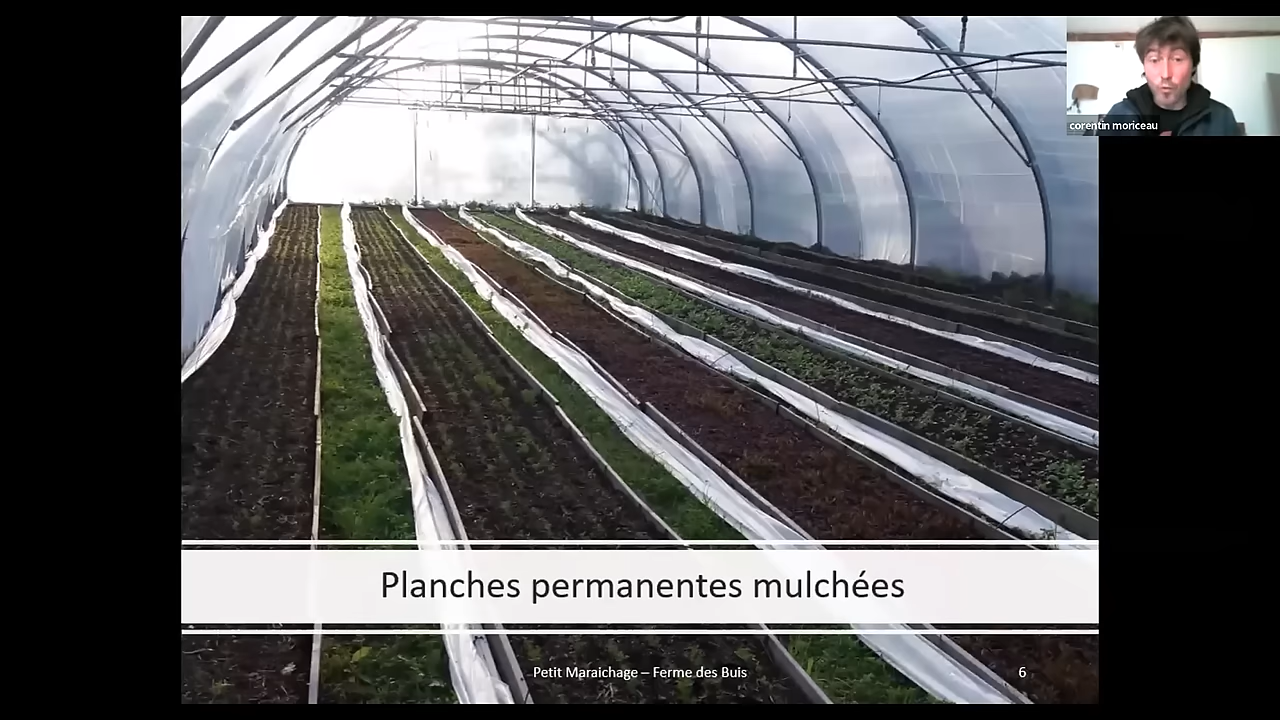 corentin moriceau
Planches permanentes mulchées
Petit Maraichage – Ferme des Buis
6